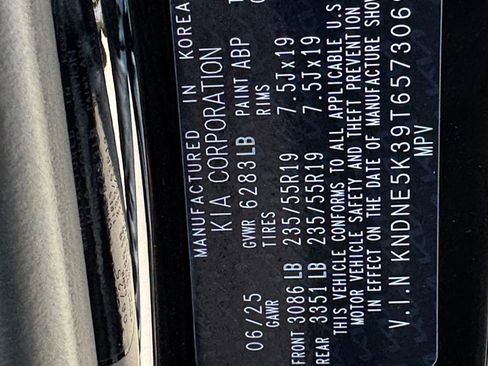 MANUFACTURED IN KOREA
KIA CORPORATION
06/25 GVWR 6283LB PAINT ABP
GAWR TIRES RIMS
FRONT 3086 LB 235/55R19 7.5Jx19
REAR 3351 LB 235/55R19 7.5Jx19
THIS VEHICLE CONFORMS TO ALL APPLICABLE U.S
MOTOR VEHICLE SAFETY AND THEFT PREVENTION
IN EFFECT ON THE DATE OF MANUFACTURE SHOW
V.I.N KNDNE5K39T6573069
MPV